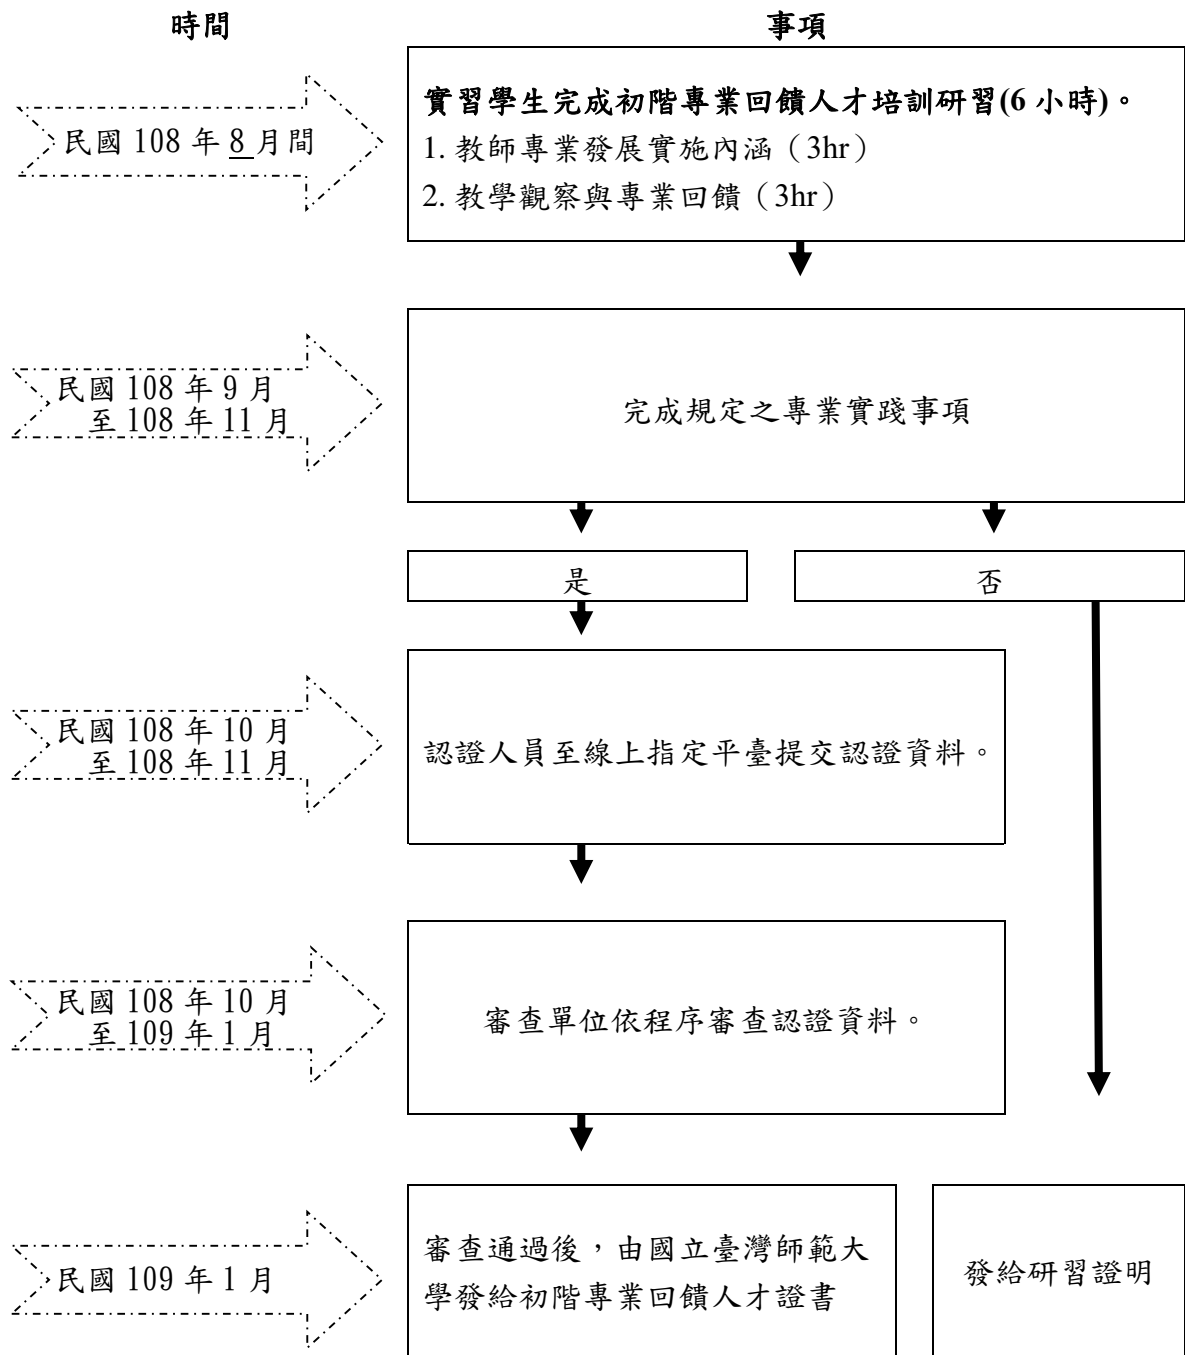 時間
事項
民國 108 年 8 月間
實習學生完成初階專業回饋人才培訓研習(6 小時)。
1. 教師專業發展實施內涵（3hr）
2. 教學觀察與專業回饋（3hr）
民國 108 年 9 月
至 108 年 11 月
完成規定之專業實踐事項
是
否
民國 108 年 10 月
至 108 年 11 月
認證人員至線上指定平臺提交認證資料。
民國 108 年 10 月
至 109 年 1 月
審查單位依程序審查認證資料。
民國 109 年 1 月
審查通過後，由國立臺灣師範大
學發給初階專業回饋人才證書
發給研習證明